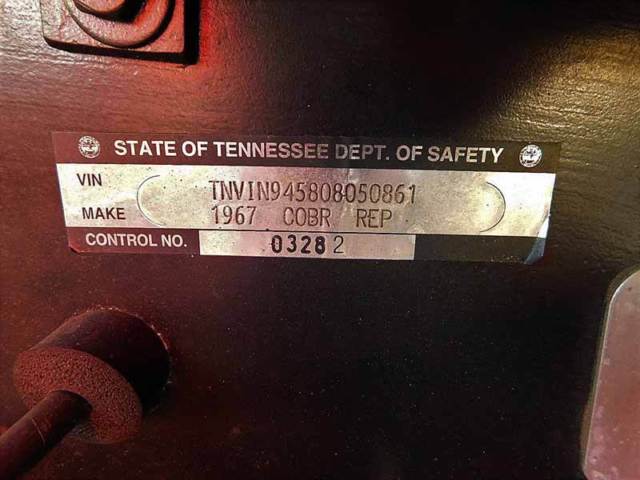 STATE OF TENNESSEE DEPT. OF SAFETY
VIN TNVIN945808050861
MAKE 1967 COBR REP
CONTROL NO. 03282